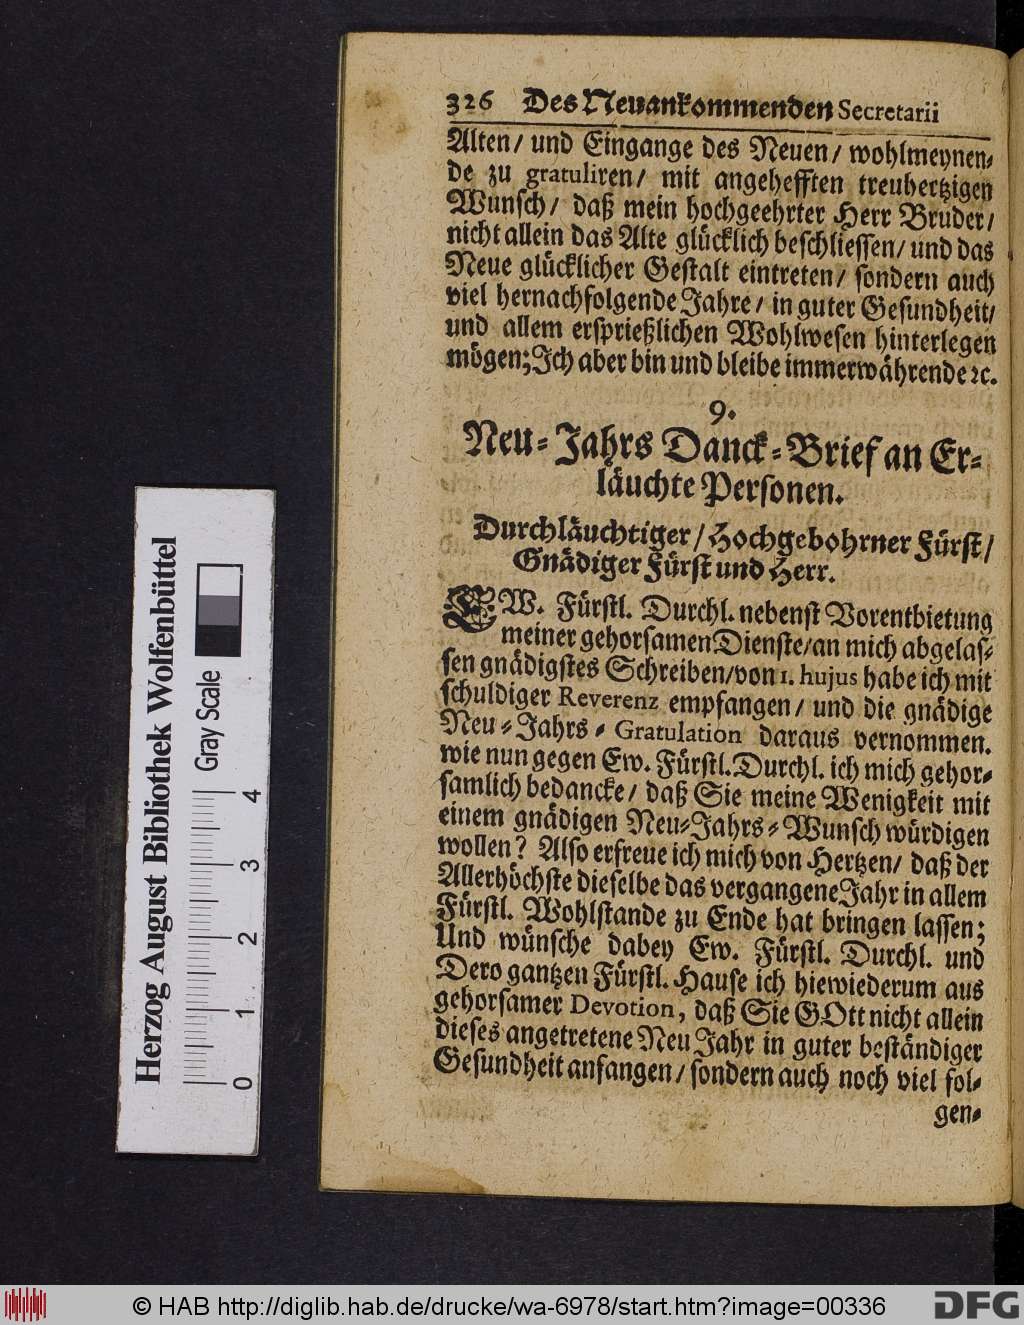 326 Des Neuankommenden Secretarii
Alten/ und Eingange des Neuen/ wohlmeynen-
de zu gratuliren/ mit angehefften treuhertzigen
Wunsch/ daß mein hochgeehrter Herr Bruder/
nicht allein das Alte glücklich beschliessen/ und das
Neue glücklicher Gestalt eintreten/ sondern auch
viel hernachfolgende Jahre/ in guter Gesundheit/
und allem ersprießlichen Wohlwesen hinterlegen
mögen; Ich aber bin und bleibe immerwährende ꝛc.
9.
Neu-Jahrs Danck-Brief an Er-
läuchte Personen.
Durchläuchtiger/ Hochgebohrner Fürst/
Gnädiger Fürst und Herr.
EW. Fürstl. Durchl. nebenst Vorentbietung
meiner gehorsamen Dienste/ an mich abgelas-
sen gnädigstes Schreiben/ von 1. hujus habe ich mit
schuldiger Reverenz empfangen/ und die gnädige
Neu-Jahrs-Gratulation daraus vernommen.
wie nun gegen Ew. Fürstl. Durchl. ich mich gehor-
samlich bedancke/ daß Sie meine Wenigkeit mit
einem gnädigen Neu-Jahrs-Wunsch würdigen
wollen? Also erfreue ich mich von Hertzen/ daß der
Allerhöchste dieselbe das vergangene Jahr in allem
Fürstl. Wohlstande zu Ende hat bringen lassen;
Und wünsche dabey Ew. Fürstl. Durchl. und
Dero gantzen Fürstl. Hause ich hiewiederum aus
gehorsamer Devotion, daß Sie GOtt nicht allein
dieses angetretene Neu Jahr in guter beständiger
Gesundheit anfangen/ sondern auch noch viel fol-
gen-
Herzog August Bibliothek Wolfenbüttel
Gray Scale
0 1 2 3 4
© HAB http://diglib.hab.de/drucke/wa-6978/start.htm?image=00336
DFG